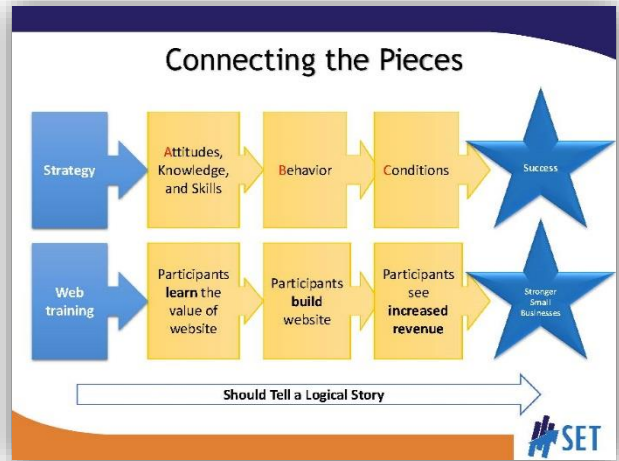 Connecting the Pieces
Strategy
Attitudes,
Knowledge,
and Skills
Behavior
Conditions
Success
Web
training
Participants
learn the
value of
website
Participants
build
website
Participants
see
increased
revenue
Stronger
Small
Businesses
Should Tell a Logical Story
SET